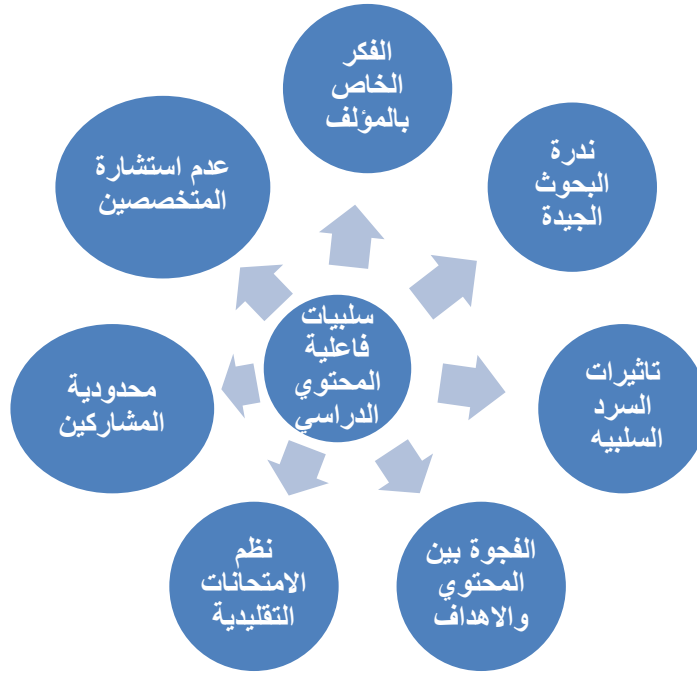 الفكر
الخاص
بالمؤلف
ندرة
البحوث
الجيدة
تاثيرات
السرد
السلبيه
الفجوة بين
المحتوي
والاهداف
نظم
الامتحانات
التقليدية
محدودية
المشاركين
عدم استشارة
المتخصصين
سلبيات
فاعلية
المحتوي
الدراسي